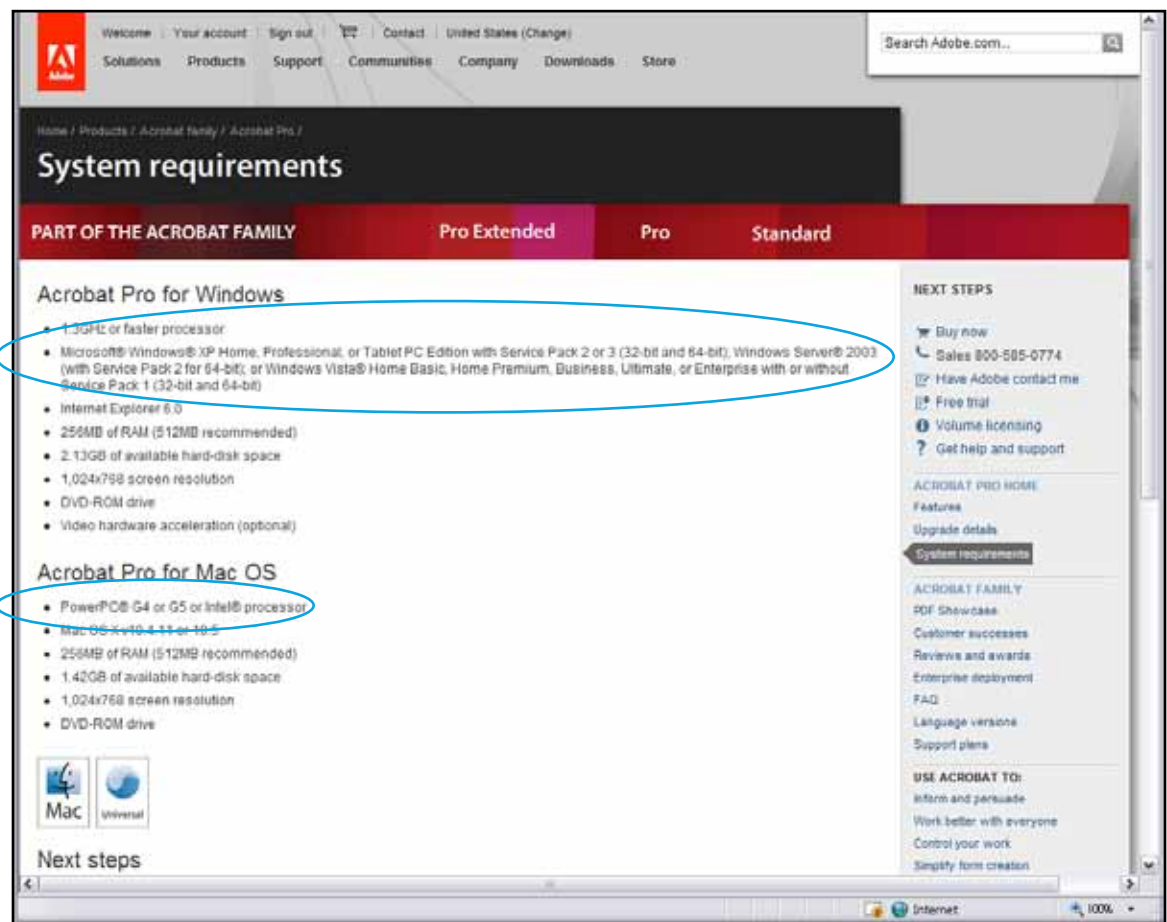 Welcome | Your account | Sign out | | Contact | United States (Change)
Search Adobe.com...
Adobe
Solutions Products Support Communities Company Downloads Store
Home / Products / Acrobat family / Acrobat Pro /
System requirements
PART OF THE ACROBAT FAMILY Pro Extended Pro Standard
Acrobat Pro for Windows
• 1.3GHz or faster processor
• Microsoft® Windows® XP Home, Professional, or Tablet PC Edition with Service Pack 2 or 3 (32-bit and 64-bit); Windows Server® 2003
(with Service Pack 2 for 64-bit); or Windows Vista® Home Basic, Home Premium, Business, Ultimate, or Enterprise with or without
Service Pack 1 (32-bit and 64-bit)
• Internet Explorer 6.0
• 256MB of RAM (512MB recommended)
• 2.13GB of available hard-disk space
• 1,024x768 screen resolution
• DVD-ROM drive
• Video hardware acceleration (optional)
Acrobat Pro for Mac OS
• PowerPC® G4 or G5 or Intel® processor
• Mac OS X v10.4.11 or 10.5
• 256MB of RAM (512MB recommended)
• 1.42GB of available hard-disk space
• 1,024x768 screen resolution
• DVD-ROM drive
Mac Universal
Next steps
NEXT STEPS
Buy now
Sales 800-585-0774
Have Adobe contact me
Free trial
Volume licensing
Get help and support
ACROBAT PRO HOME
Features
Upgrade details
System requirements
ACROBAT FAMILY
PDF Showcase
Customer successes
Reviews and awards
Enterprise deployment
FAQ
Language versions
Support plans
USE ACROBAT TO:
Inform and persuade
Work better with everyone
Control your work
Simplify form creation
Internet 100%